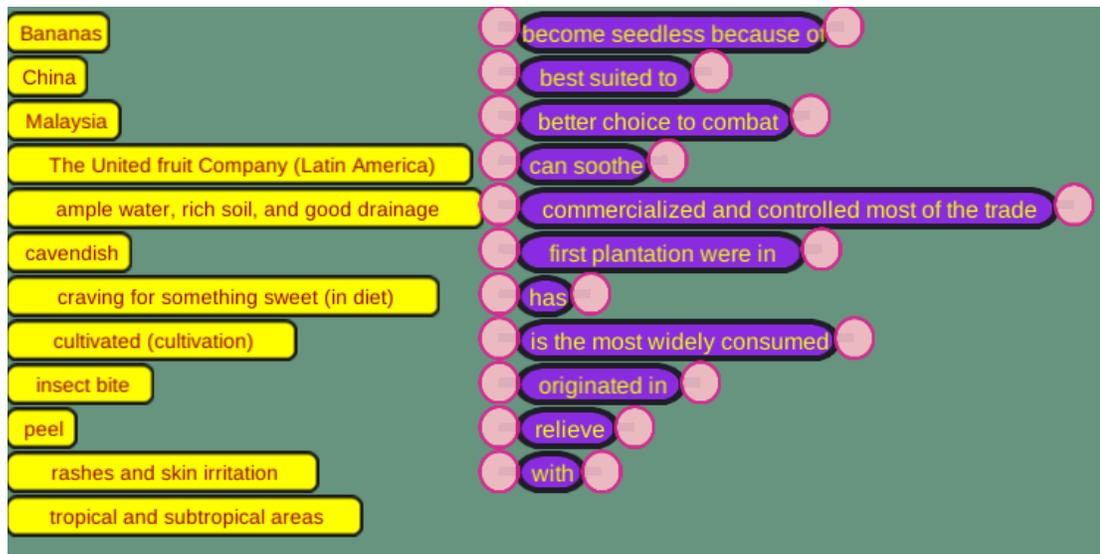 Bananas
China
Malaysia
The United fruit Company (Latin America)
ample water, rich soil, and good drainage
cavendish
craving for something sweet (in diet)
cultivated (cultivation)
insect bite
peel
rashes and skin irritation
tropical and subtropical areas
become seedless because of
best suited to
better choice to combat
can soothe
commercialized and controlled most of the trade
first plantation were in
has
is the most widely consumed
originated in
relieve
with